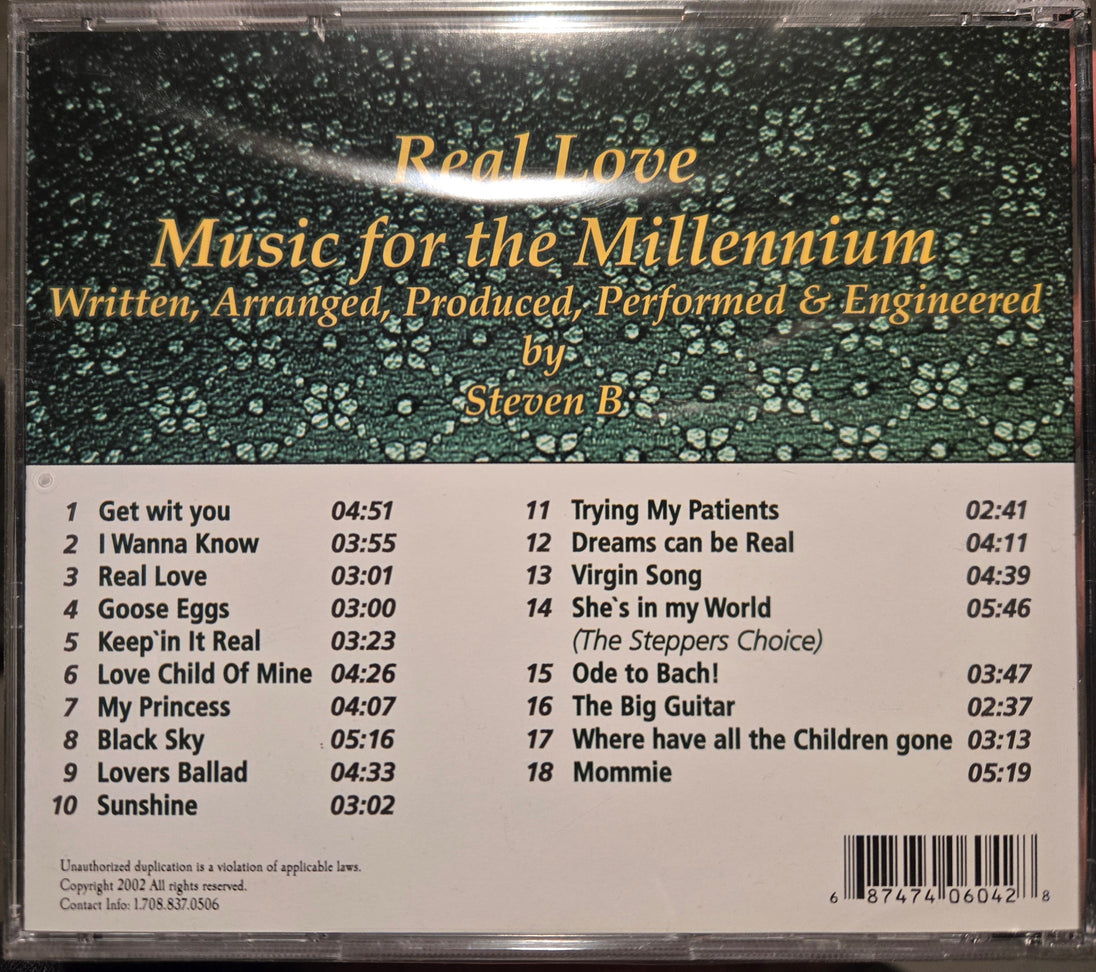 Real Love
Music for the Millennium
Written, Arranged, Produced, Performed & Engineered
by
Steven B
1 Get wit you 04:51
2 I Wanna Know 03:55
3 Real Love 03:01
4 Goose Eggs 03:00
5 Keep`in It Real 03:23
6 Love Child Of Mine 04:26
7 My Princess 04:07
8 Black Sky 05:16
9 Lovers Ballad 04:33
10 Sunshine 03:02
11 Trying My Patients 02:41
12 Dreams can be Real 04:11
13 Virgin Song 04:39
14 She`s in my World 05:46
(The Steppers Choice)
15 Ode to Bach! 03:47
16 The Big Guitar 02:37
17 Where have all the Children gone 03:13
18 Mommie 05:19
Unauthorized duplication is a violation of applicable laws.
Copyright 2002 All rights reserved.
Contact Info: 1.708.837.0506
6 87474 06042 8